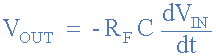 V_OUT = -R_F C dV_IN/dt